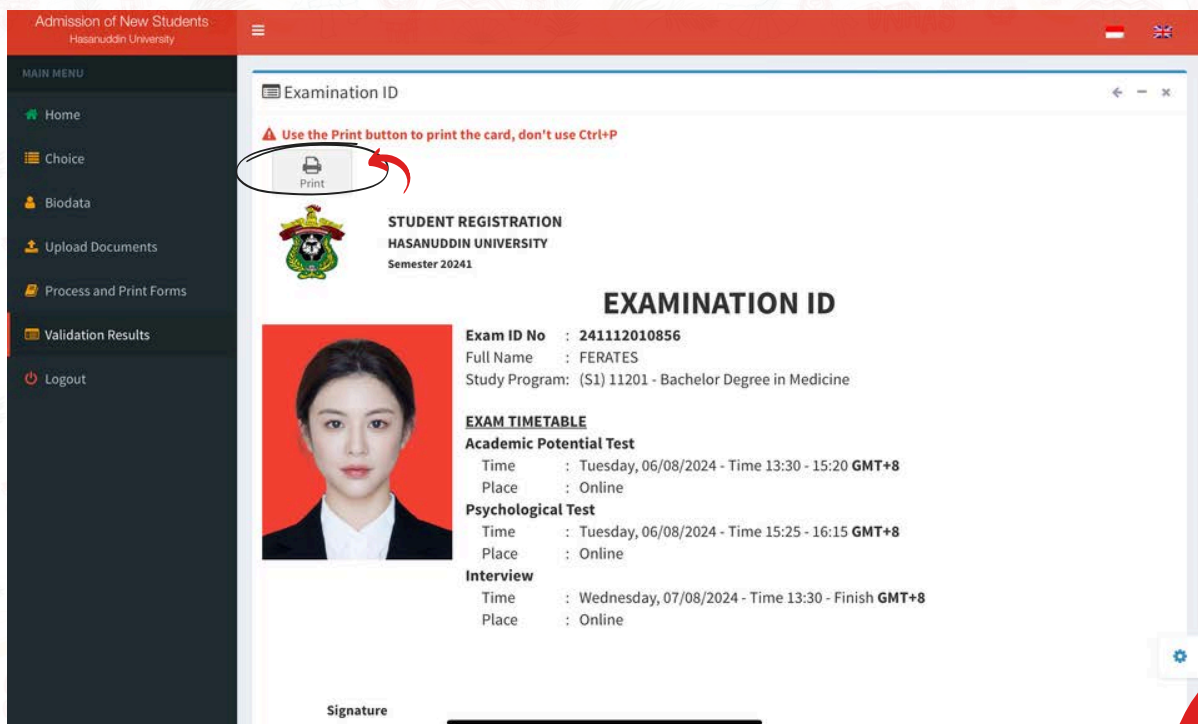 Admission of New Students
Hasanuddin University
MAIN MENU
Home
Choice
Biodata
Upload Documents
Process and Print Forms
Validation Results
Logout
Examination ID
Use the Print button to print the card, don't use Ctrl+P
Print
STUDENT REGISTRATION
HASANUDDIN UNIVERSITY
Semester 20241
EXAMINATION ID
Exam ID No : 241112010856
Full Name : FERATES
Study Program: (S1) 11201 - Bachelor Degree in Medicine
EXAM TIMETABLE
Academic Potential Test
Time : Tuesday, 06/08/2024 - Time 13:30 - 15:20 GMT+8
Place : Online
Psychological Test
Time : Tuesday, 06/08/2024 - Time 15:25 - 16:15 GMT+8
Place : Online
Interview
Time : Wednesday, 07/08/2024 - Time 13:30 - Finish GMT+8
Place : Online
Signature